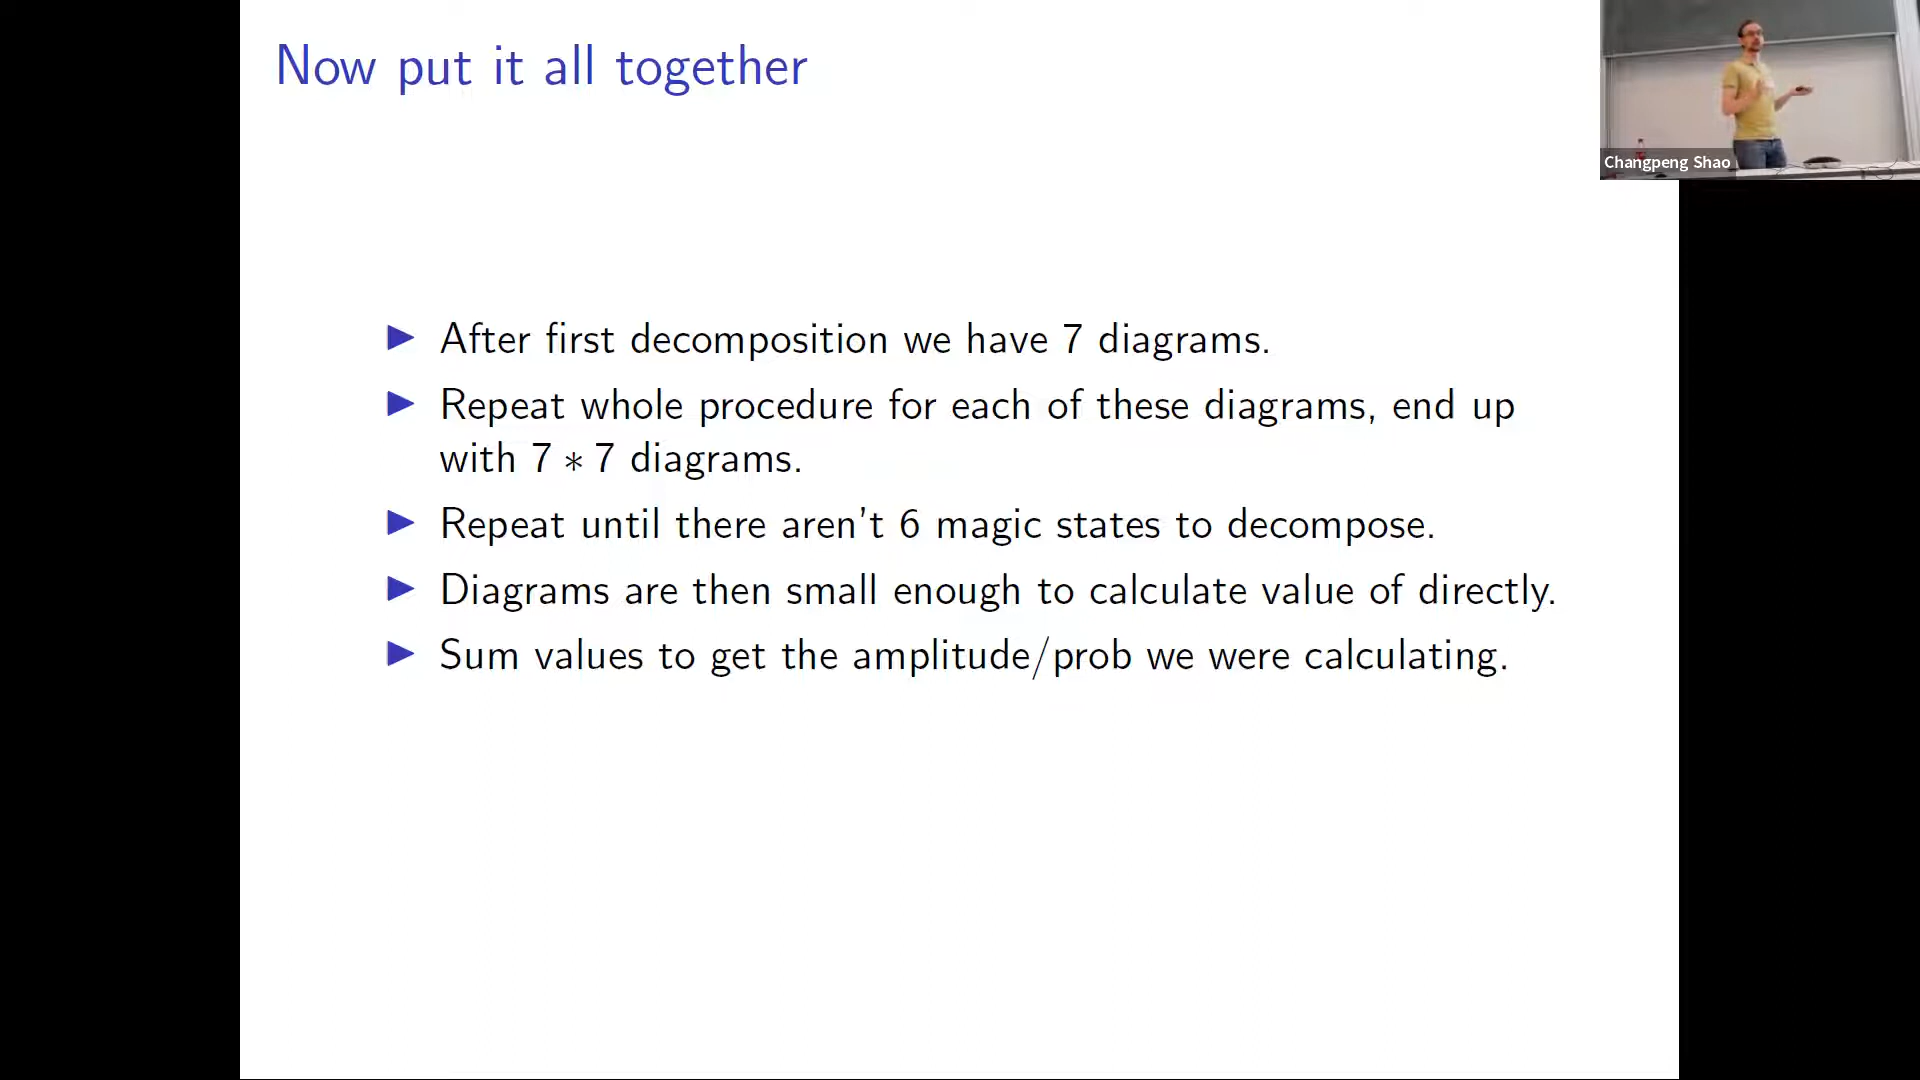 Now put it all together
Changpeng Shao
▶ After first decomposition we have 7 diagrams.
▶ Repeat whole procedure for each of these diagrams, end up
with 7 ∗ 7 diagrams.
▶ Repeat until there aren't 6 magic states to decompose.
▶ Diagrams are then small enough to calculate value of directly.
▶ Sum values to get the amplitude/prob we were calculating.